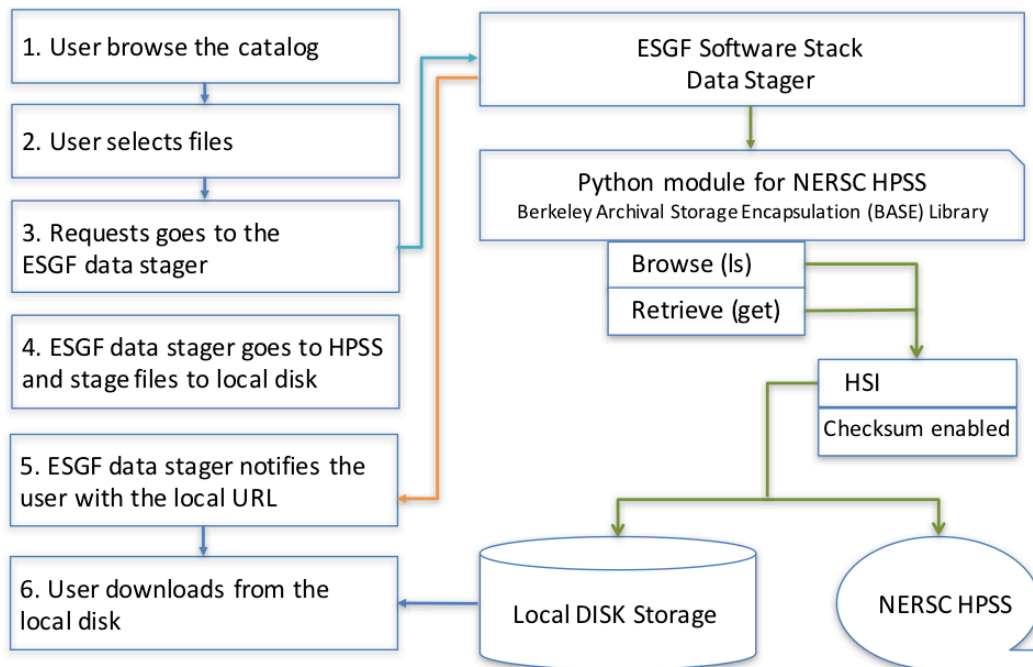 1. User browse the catalog
2. User selects files
3. Requests goes to the
ESGF data stager
4. ESGF data stager goes to HPSS
and stage files to local disk
5. ESGF data stager notifies the
user with the local URL
6. User downloads from the
local disk
ESGF Software Stack
Data Stager
Python module for NERSC HPSS
Berkeley Archival Storage Encapsulation (BASE) Library
Browse (ls)
Retrieve (get)
HSI
Checksum enabled
Local DISK Storage
NERSC HPSS